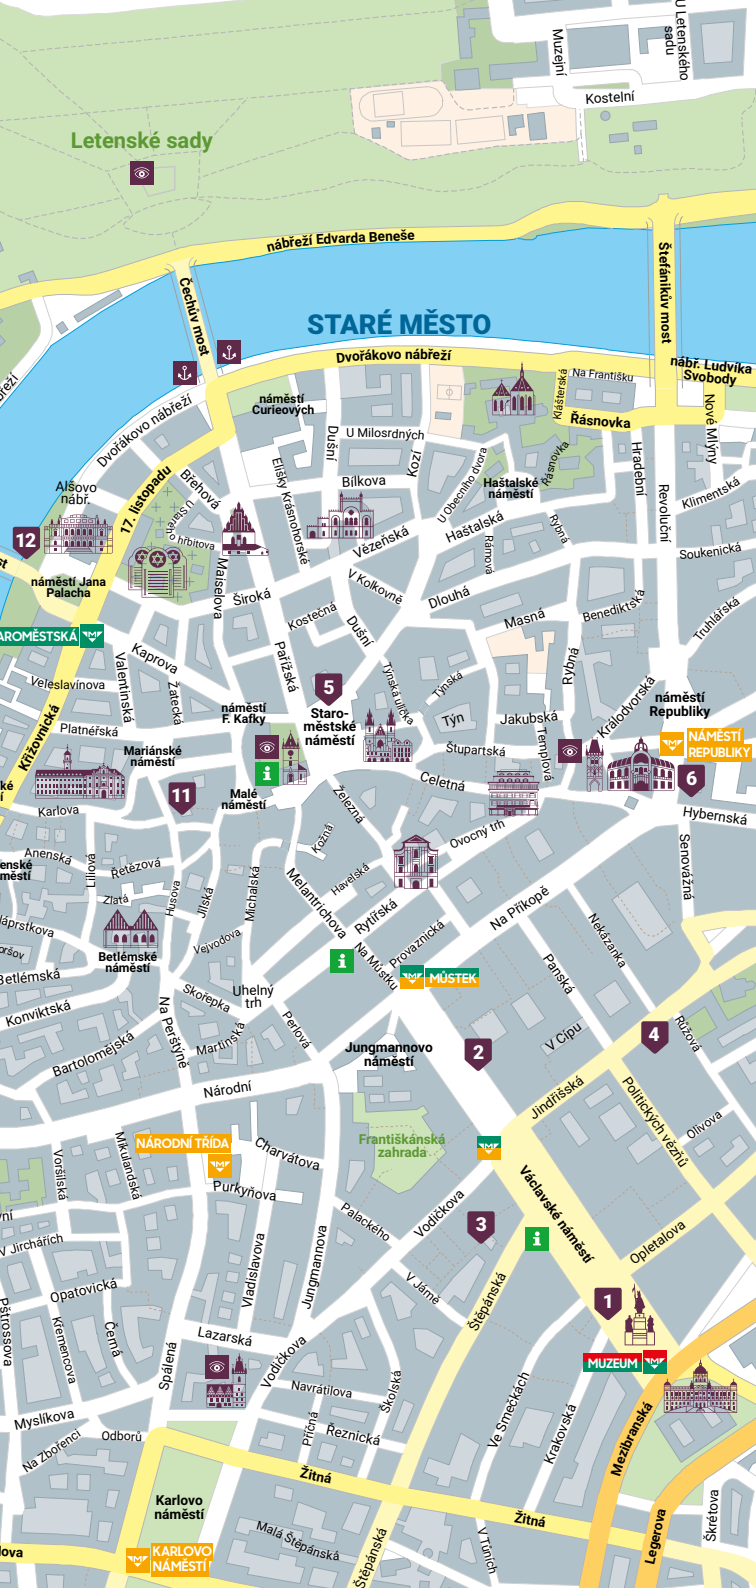 Muzejní
U Letenského
sadu
Kostelní
Letenské sady
nábřeží Edvarda Beneše
Čechův most
Štefánikův most
STARÉ MĚSTO
Dvořákovo nábřeží
nábř. Ludvíka
Svobody
Na Františku
Klášterská
Řásnovka
Nové Mlýny
náměstí
Curieových
Dvořákovo nábřeží
Dušní
U Milosrdných
Kozí
U Obecního dvora
Řásnovka
Hradební
Revoluční
Klimentská
17. listopadu
Břehová
Elišky Krásnohorské
Bílkova
Haštalské
náměstí
Alšovo
nábř.
U Starého
hřbitova
Vězeňská
Haštalská
Rámová
Rybná
Soukenická
12
náměstí Jana
Palacha
Maiselova
Široká
V Kolkovně
Kostečná
Dušní
Dlouhá
Masná
Benediktská
Truhlářská
AROMĚSTSKÁ
Kaprova
Valentinská
Žatecká
Pařížská
Týnská ulička
Týnská
Rybná
Královdvorská
Veleslavínova
5
Staro-
městské
náměstí
náměstí
F. Kafky
Týn
Jakubská
Templová
náměstí
Republiky
NÁMĚSTÍ
REPUBLIKY
Křižovnická
Platnéřská
Mariánské
náměstí
Štupartská
Celetná
6
11
Malé
náměstí
Karlova
Železná
Kožná
Ovocný trh
Hybernská
Senovážná
Anenská
Liliová
Řetězová
Zlatá
Husova
Jilská
Michalská
Melantrichova
Havelská
Rytířská
Na Příkopě
Nekázanka
Betlémské
náměstí
Vejvodova
Na Můstku
Provaznická
MŮSTEK
Panská
Betlémská
Konviktská
Skořepka
Uhelný
trh
Na Perštýně
Martinská
Perlová
Bartolomějská
Jungmannovo
náměstí
2
V Cípu
4
Růžová
Národní
Jindřišská
Politických vězňů
Olivova
NÁRODNÍ TŘÍDA
Mikulandská
Voršilská
Charvátova
Františkánská
zahrada
Purkyňova
Palackého
Vodičkova
3
Václavské náměstí
Opletalova
V Jirchářích
Vladislavova
Jungmannova
V Jámě
Štěpánská
Opatovická
Pštrossova
Křemencova
Černá
Lazarská
Spálená
Vodičkova
1
MUZEUM
Navrátilova
Školská
Ve Smečkách
Krakovská
Mezibranská
Myslíkova
Na Zbořenci
Odborů
Příčná
Řeznická
Žitná
Žitná
Karlovo
náměstí
Malá Štěpánská
Štěpánská
V Tůních
Legerova
Škrétova
KARLOVO
NÁMĚSTÍ